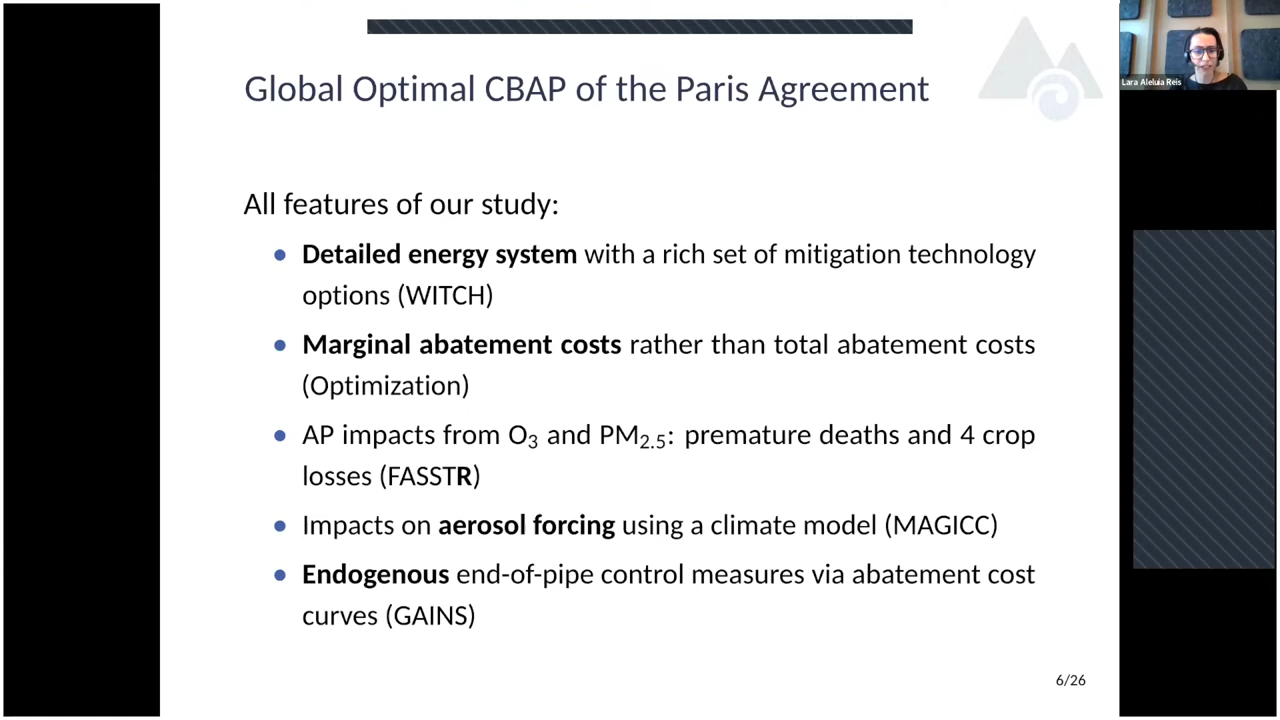 Global Optimal CBAP of the Paris Agreement
Lara Aleluia Reis
All features of our study:
● Detailed energy system with a rich set of mitigation technology
options (WITCH)
● Marginal abatement costs rather than total abatement costs
(Optimization)
● AP impacts from O₃ and PM₂.₅: premature deaths and 4 crop
losses (FASSTR)
● Impacts on aerosol forcing using a climate model (MAGICC)
● Endogenous end-of-pipe control measures via abatement cost
curves (GAINS)
6/26